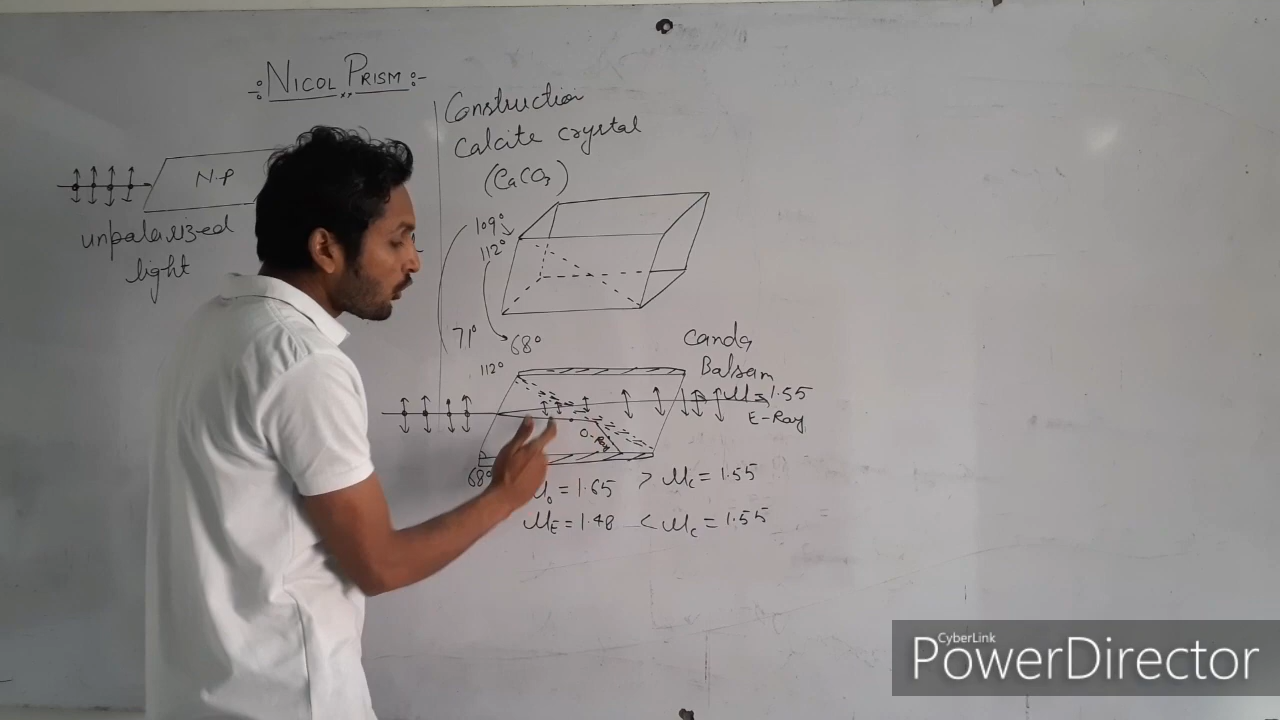 -:NICOL PRISM:-
N.P
unpolarized
light
Construction
Calcite crystal
(CaCO3)
109°
112°
71°
68°
112°
68°
Canda
Balsam
μ=1.55
E-Ray
O-Ray
μo = 1.65 > μc = 1.55
μE = 1.48 < μc = 1.55
CyberLink
PowerDirector